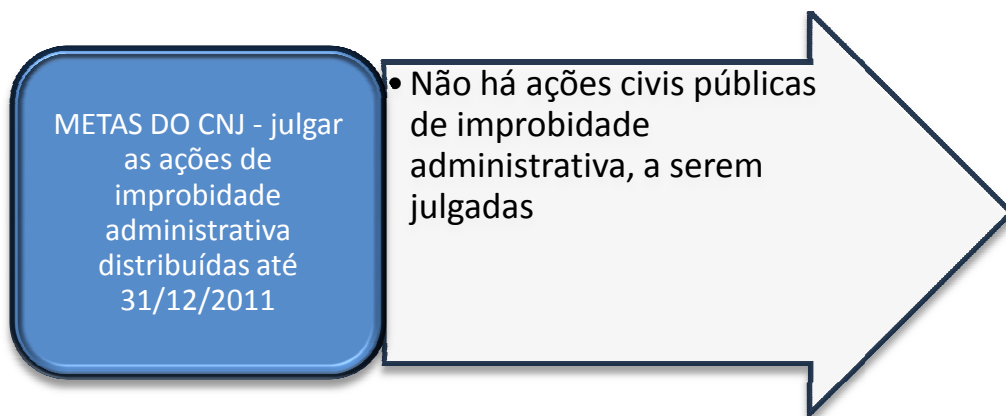 METAS DO CNJ - julgar
as ações de
improbidade
administrativa
distribuídas até
31/12/2011
• Não há ações civis públicas
de improbidade
administrativa, a serem
julgadas